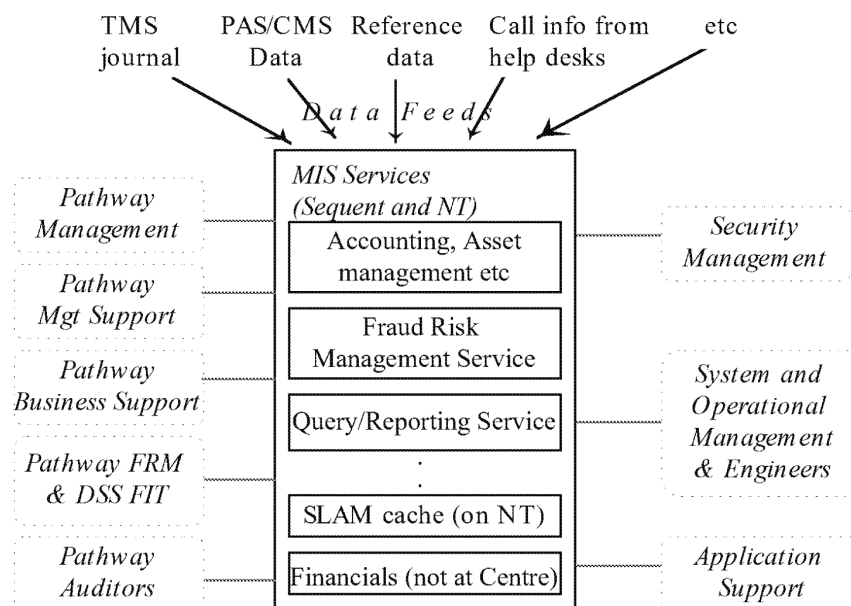 TMS
journal
PAS/CMS
Data
Reference
data
Call info from
help desks
etc
Data Feeds
MIS Services
(Sequent and NT)
Accounting, Asset
management etc
Fraud Risk
Management Service
Query/Reporting Service
:
SLAM cache (on NT)
Financials (not at Centre)
Pathway
Management
Pathway
Mgt Support
Pathway
Business Support
Pathway FRM
& DSS FIT
Pathway
Auditors
Security
Management
System and
Operational
Management
& Engineers
Application
Support